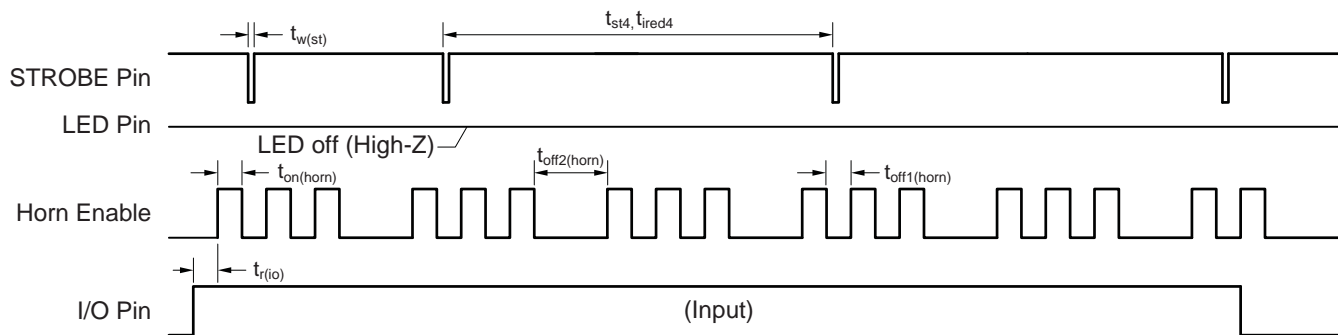 t_st4, t_ired4
t_w(st)
STROBE Pin
LED Pin
LED off (High-Z)
t_on(horn)
t_off2(horn)
t_off1(horn)
Horn Enable
t_r(io)
I/O Pin
(Input)